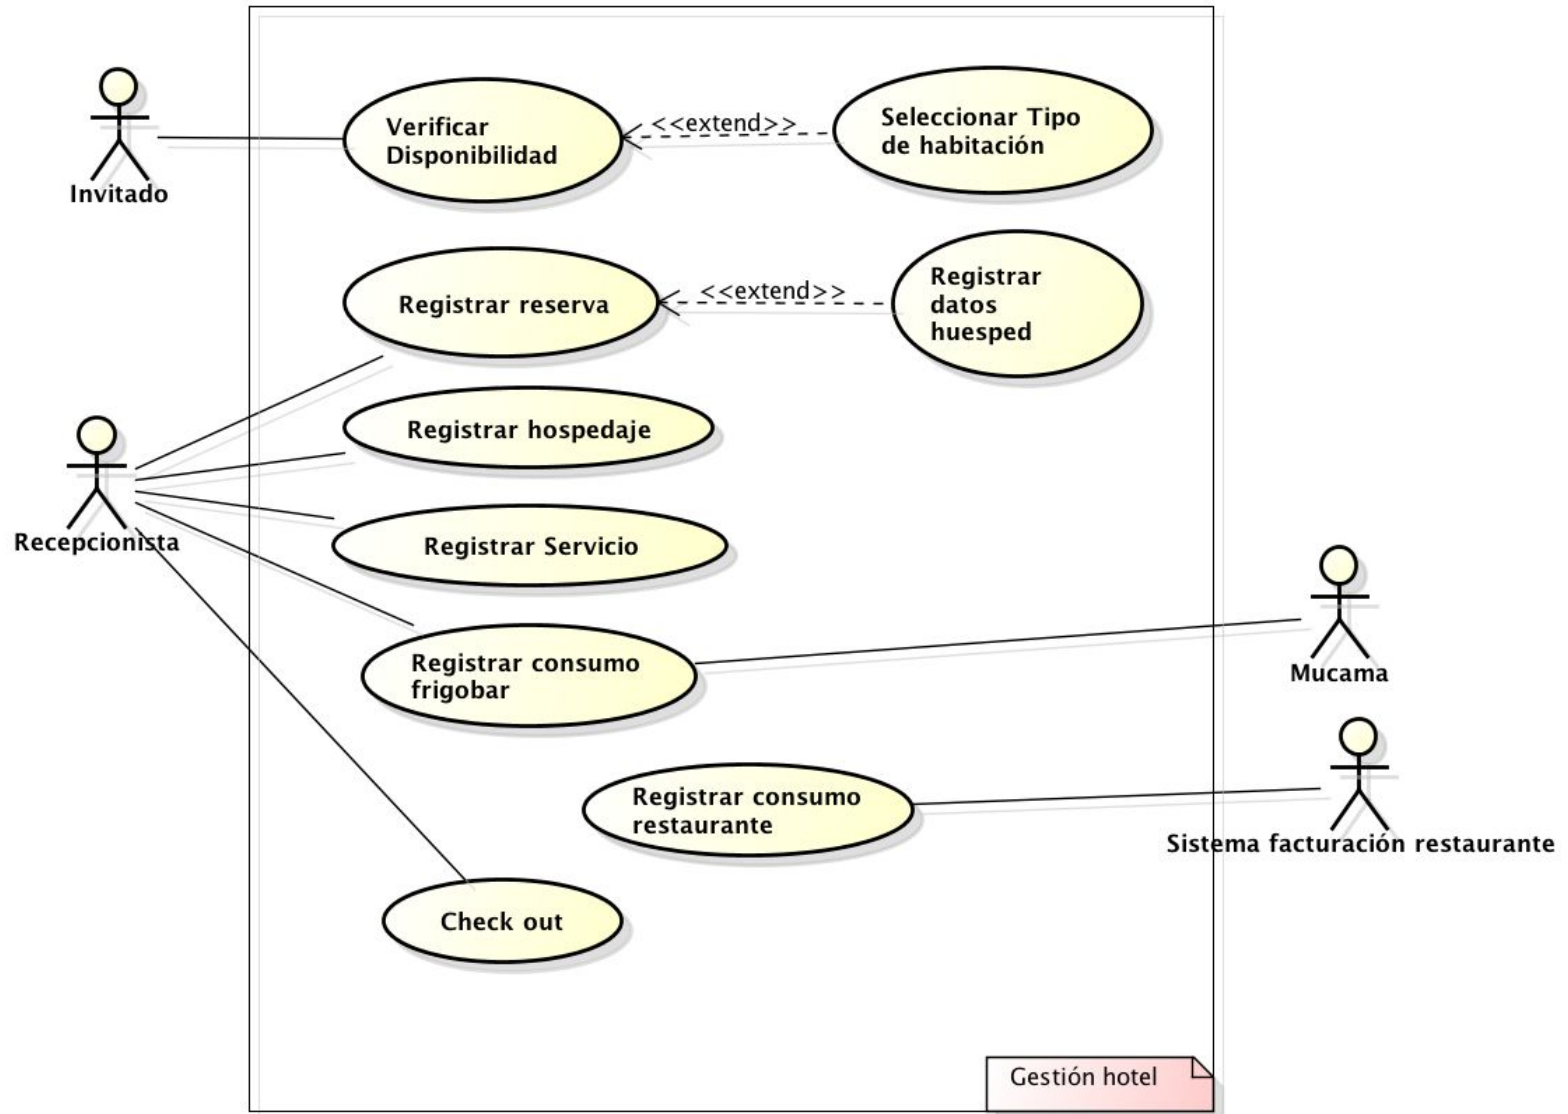 Verificar
Disponibilidad
<<extend>>
Seleccionar Tipo
de habitación
Invitado
Registrar reserva
<<extend>>
Registrar
datos
huesped
Registrar hospedaje
Recepcionista
Registrar Servicio
Registrar consumo
frigobar
Mucama
Registrar consumo
restaurante
Sistema facturación restaurante
Check out
Gestión hotel